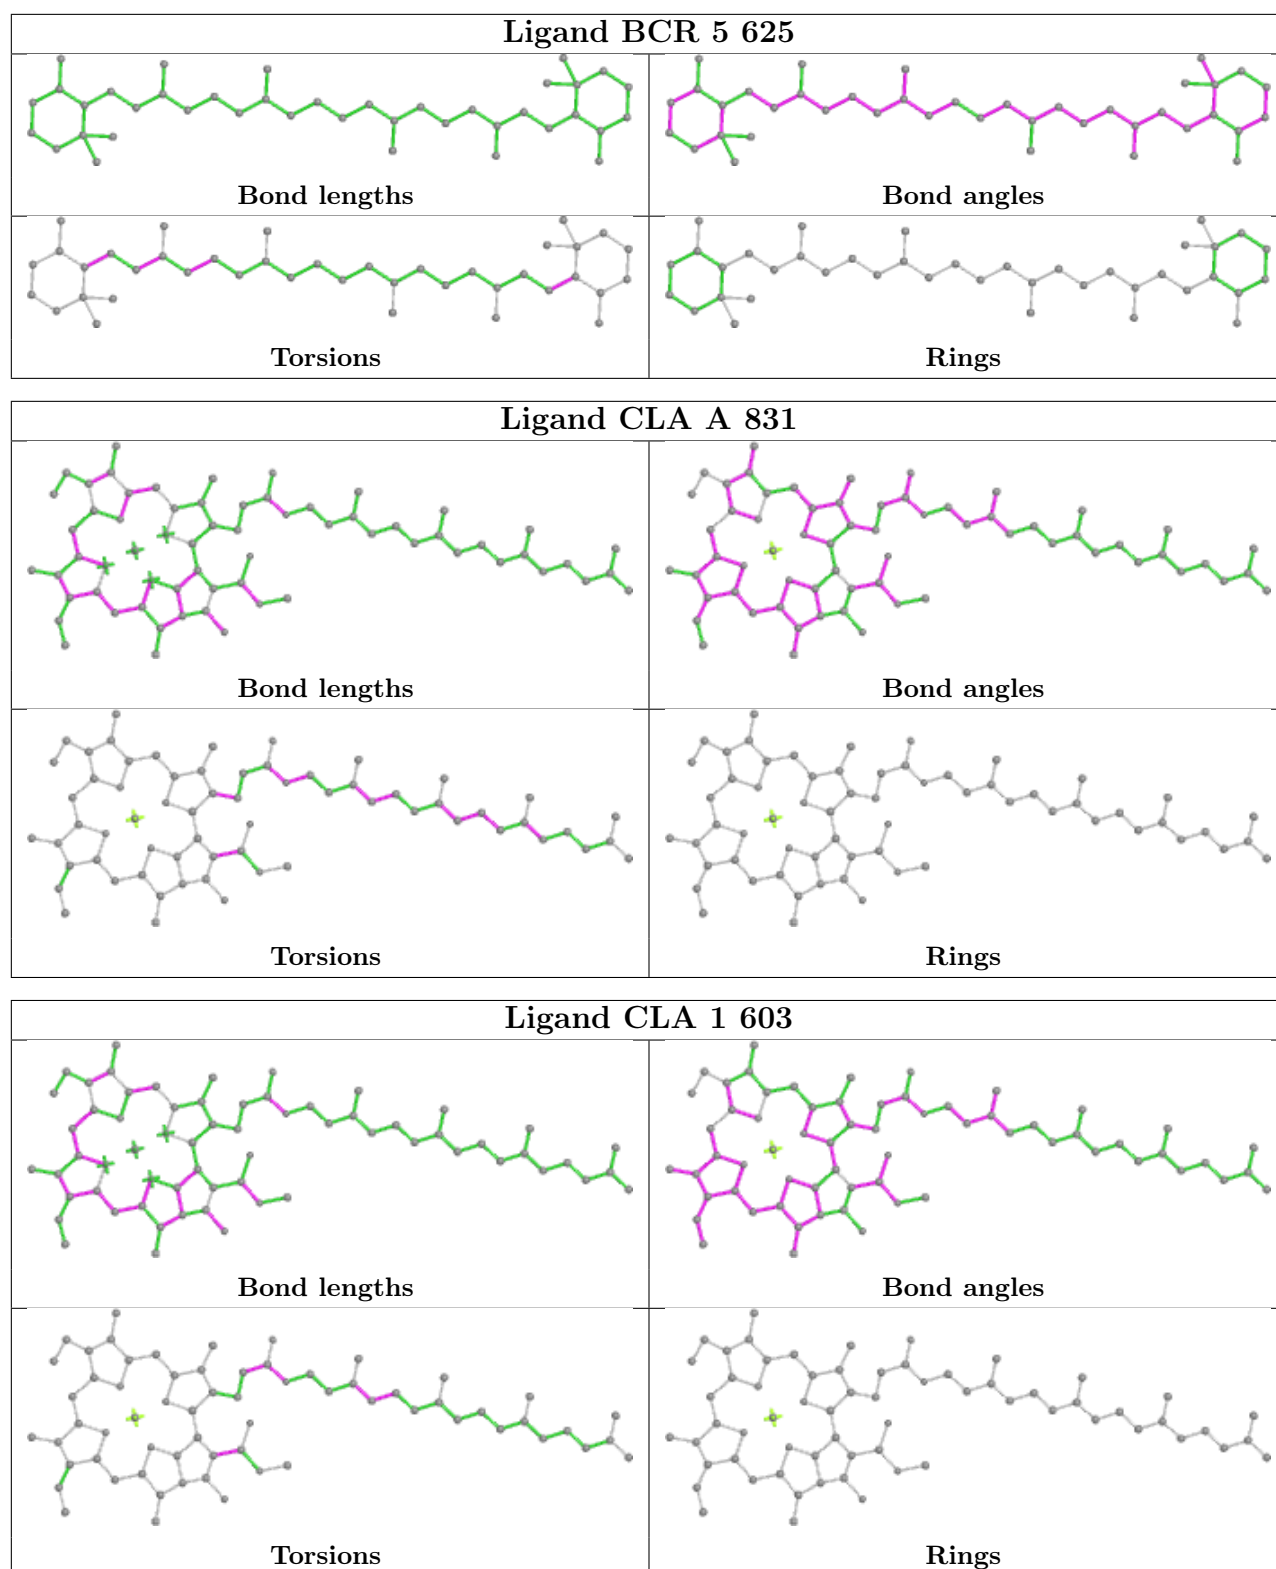 Ligand BCR 5 625
Bond lengths
Bond angles
Torsions
Rings
Ligand CLA A 831
Bond lengths
Bond angles
Torsions
Rings
Ligand CLA 1 603
Bond lengths
Bond angles
Torsions
Rings